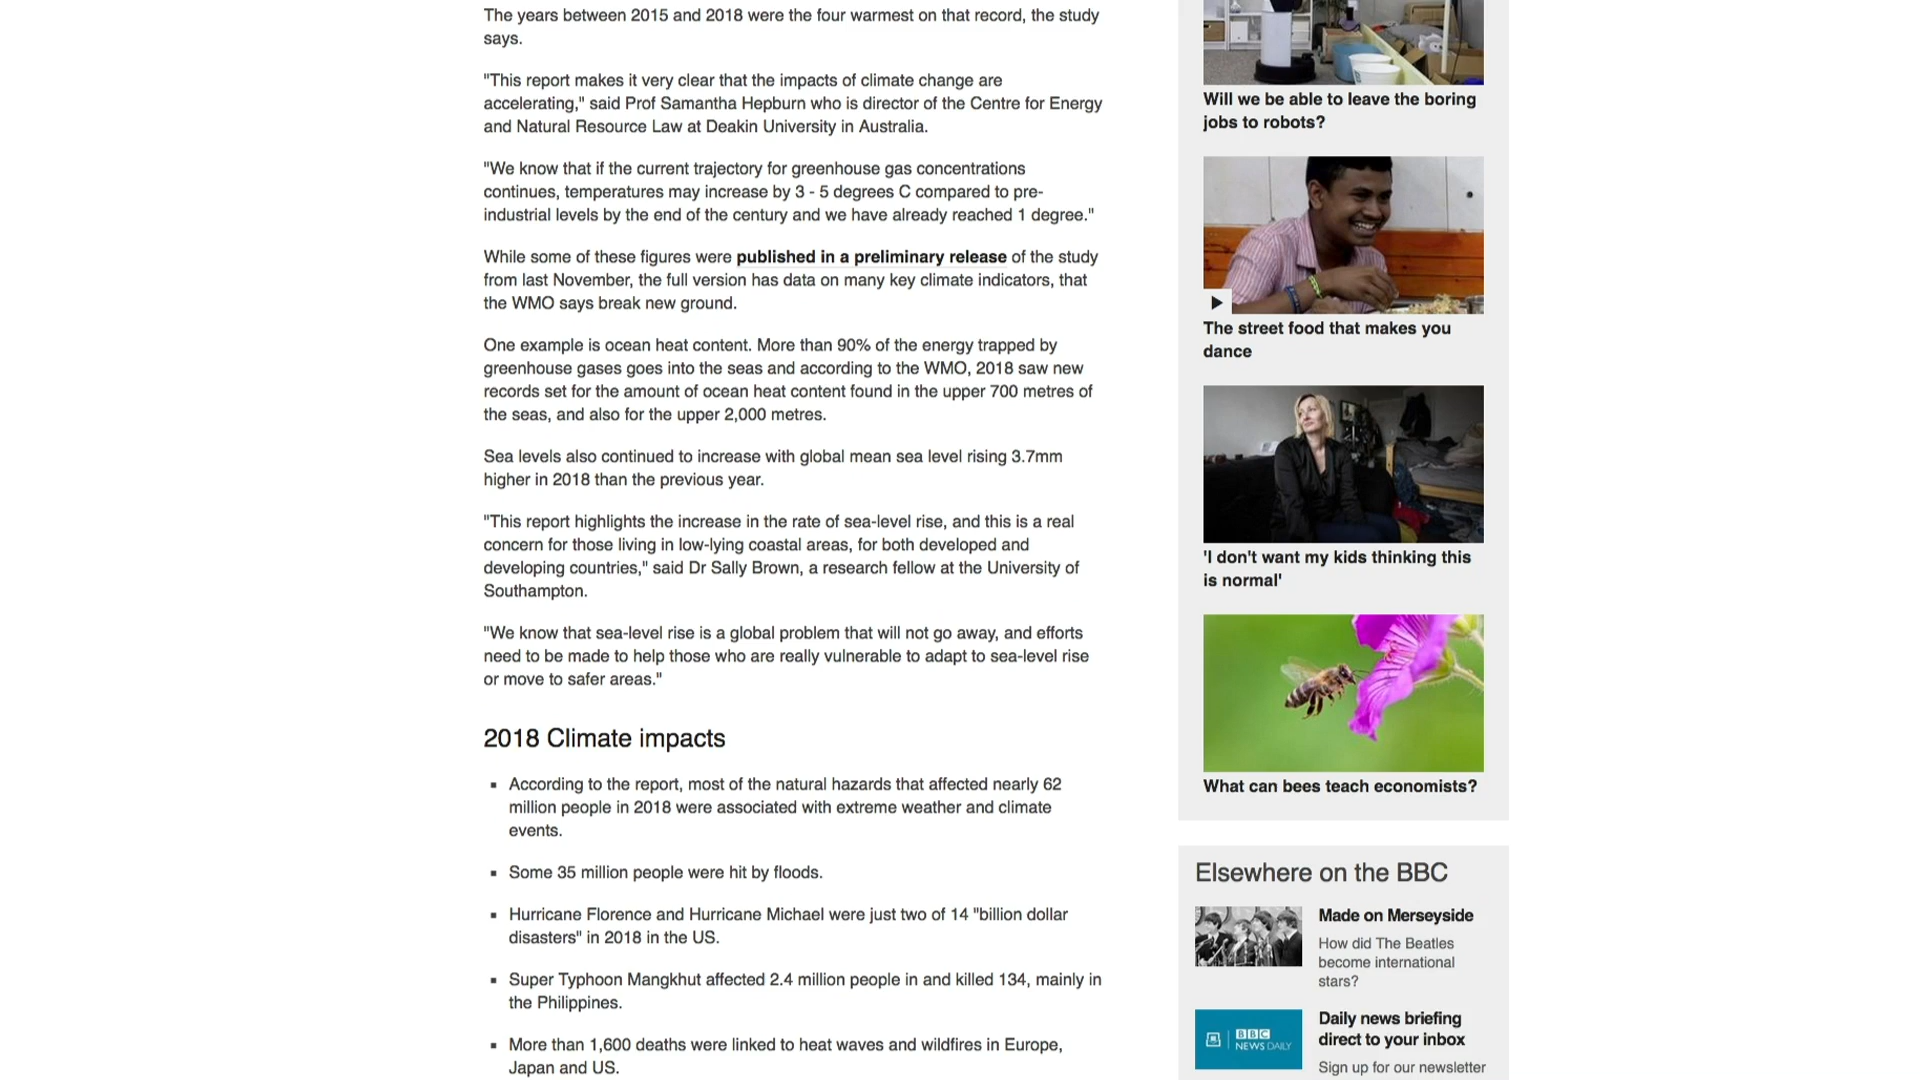 The years between 2015 and 2018 were the four warmest on that record, the study
says.
"This report makes it very clear that the impacts of climate change are
accelerating," said Prof Samantha Hepburn who is director of the Centre for Energy
and Natural Resource Law at Deakin University in Australia.
"We know that if the current trajectory for greenhouse gas concentrations
continues, temperatures may increase by 3 - 5 degrees C compared to pre-
industrial levels by the end of the century and we have already reached 1 degree."
While some of these figures were published in a preliminary release of the study
from last November, the full version has data on many key climate indicators, that
the WMO says break new ground.
One example is ocean heat content. More than 90% of the energy trapped by
greenhouse gases goes into the seas and according to the WMO, 2018 saw new
records set for the amount of ocean heat content found in the upper 700 metres of
the seas, and also for the upper 2,000 metres.
Sea levels also continued to increase with global mean sea level rising 3.7mm
higher in 2018 than the previous year.
"This report highlights the increase in the rate of sea-level rise, and this is a real
concern for those living in low-lying coastal areas, for both developed and
developing countries," said Dr Sally Brown, a research fellow at the University of
Southampton.
"We know that sea-level rise is a global problem that will not go away, and efforts
need to be made to help those who are really vulnerable to adapt to sea-level rise
or move to safer areas."
2018 Climate impacts
▪ According to the report, most of the natural hazards that affected nearly 62
million people in 2018 were associated with extreme weather and climate
events.
▪ Some 35 million people were hit by floods.
▪ Hurricane Florence and Hurricane Michael were just two of 14 "billion dollar
disasters" in 2018 in the US.
▪ Super Typhoon Mangkhut affected 2.4 million people in and killed 134, mainly in
the Philippines.
▪ More than 1,600 deaths were linked to heat waves and wildfires in Europe,
Japan and US.
Will we be able to leave the boring
jobs to robots?
The street food that makes you
dance
'I don't want my kids thinking this
is normal'
What can bees teach economists?
Elsewhere on the BBC
Made on Merseyside
How did The Beatles
become international
stars?
BBC
NEWS DAILY
Daily news briefing
direct to your inbox
Sign up for our newsletter